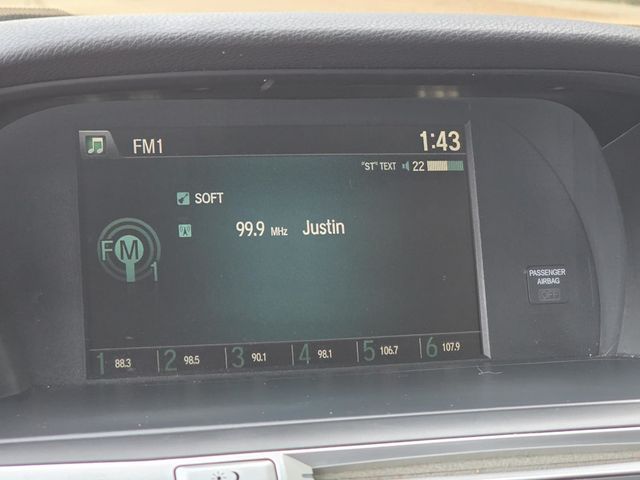 FM1 1:43
"ST" TEXT 22
SOFT
99.9 MHz Justin
FM 1
PASSENGER
AIRBAG
OFF
1 88.3 2 98.5 3 90.1 4 98.1 5 106.7 6 107.9